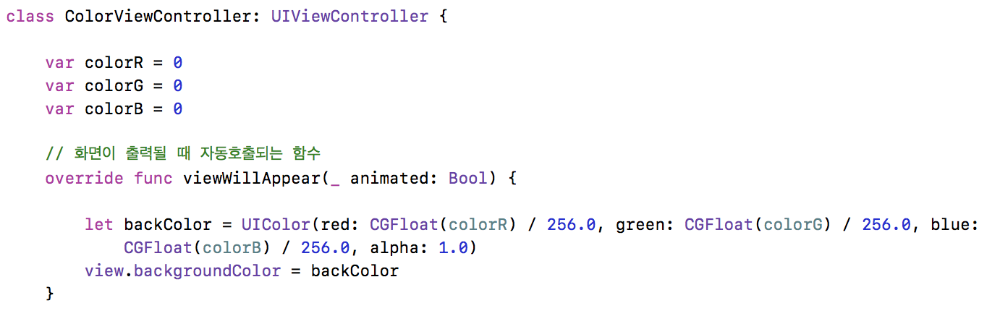 class ColorViewController: UIViewController {
var colorR = 0
var colorG = 0
var colorB = 0
// 화면이 출력될 때 자동호출되는 함수
override func viewWillAppear(_ animated: Bool) {
let backColor = UIColor(red: CGFloat(colorR) / 256.0, green: CGFloat(colorG) / 256.0, blue:
CGFloat(colorB) / 256.0, alpha: 1.0)
view.backgroundColor = backColor
}